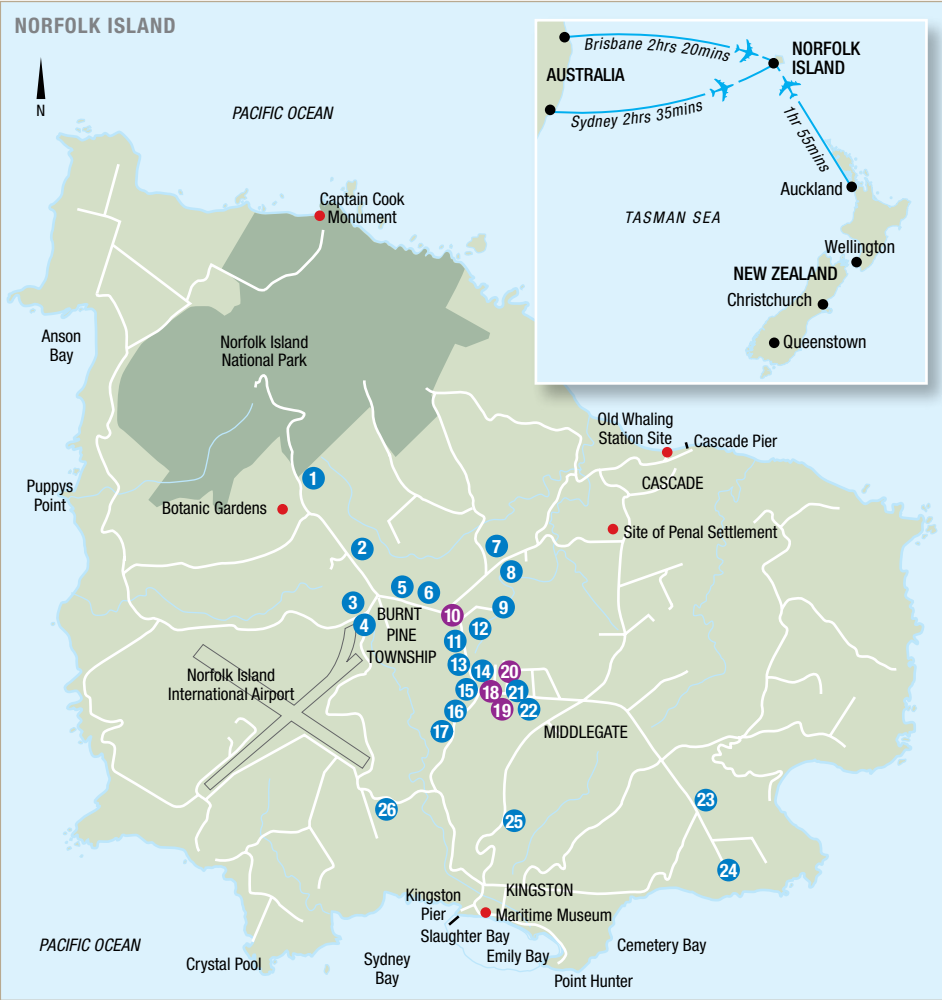 NORFOLK ISLAND
N
PACIFIC OCEAN
Brisbane 2hrs 20mins
NORFOLK
ISLAND
AUSTRALIA
Sydney 2hrs 35mins
1hr 55mins
Auckland
TASMAN SEA
Wellington
NEW ZEALAND
Christchurch
Queenstown
Captain Cook
Monument
Anson
Bay
Norfolk Island
National Park
Old Whaling
Station Site
Cascade Pier
CASCADE
Puppys
Point
1
Botanic Gardens
Site of Penal Settlement
2
7
8
5
6
3
9
4
BURNT
PINE
TOWNSHIP
10
12
11
13
14
20
Norfolk Island
International Airport
15
18
21
16
19
22
17
MIDDLEGATE
23
26
25
24
Kingston
Pier
KINGSTON
Maritime Museum
Slaughter Bay
Emily Bay
Cemetery Bay
PACIFIC OCEAN
Crystal Pool
Sydney
Bay
Point Hunter